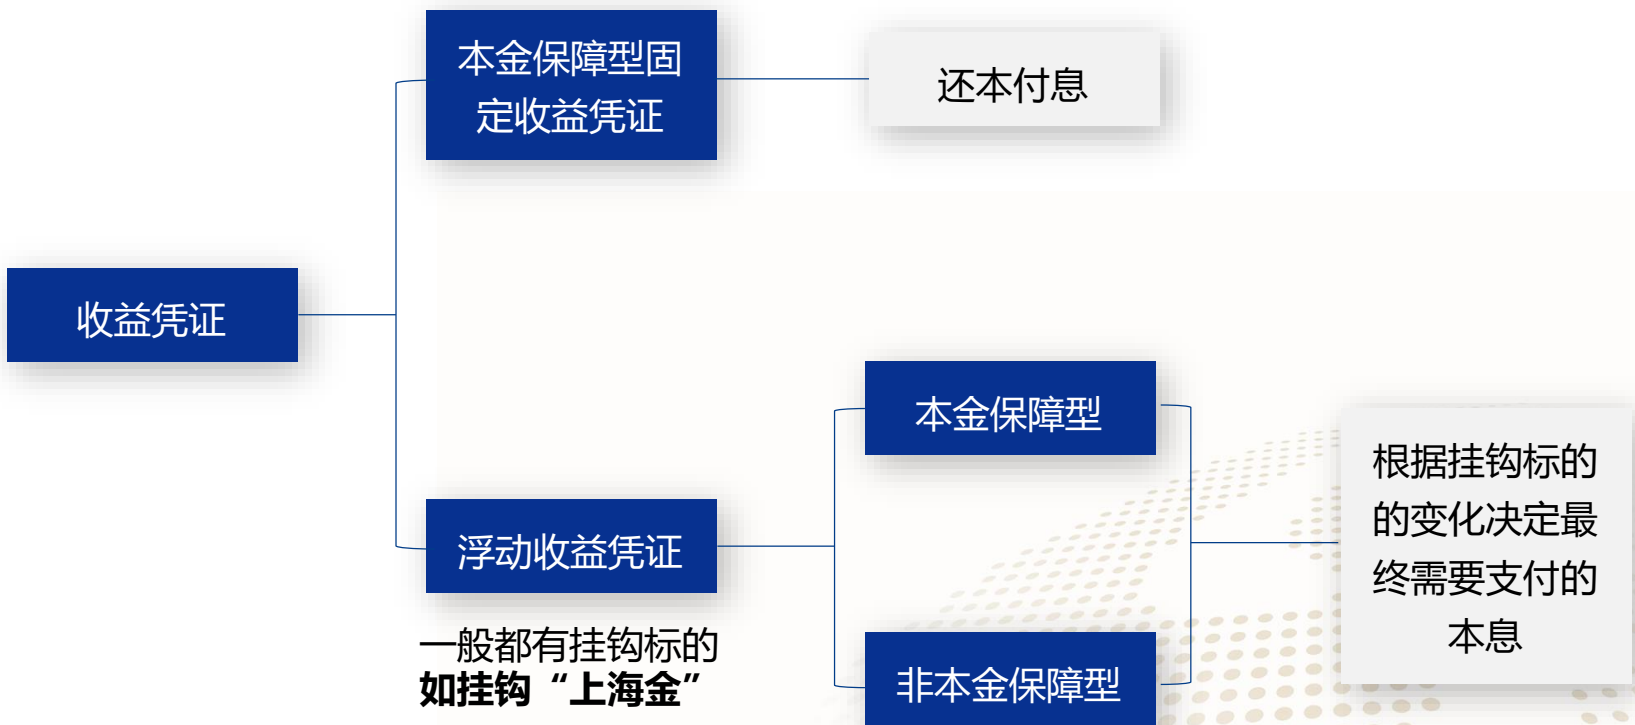 本金保障型固
定收益凭证
还本付息
收益凭证
本金保障型
浮动收益凭证
一般都有挂钩标的
如挂钩“上海金”
非本金保障型
根据挂钩标的
的变化决定最
终需要支付的
本息